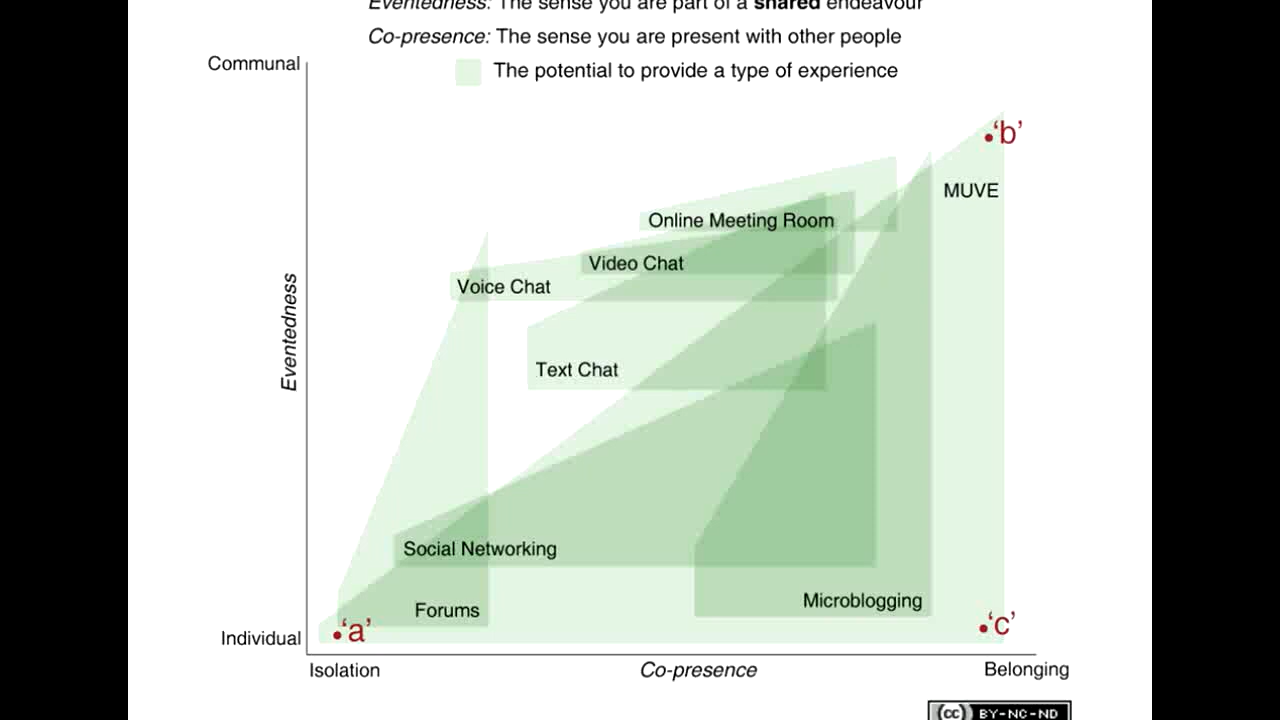 Eventedness: The sense you are part of a shared endeavour
Co-presence: The sense you are present with other people
Communal
The potential to provide a type of experience
'b'
MUVE
Online Meeting Room
Video Chat
Voice Chat
Eventedness
Text Chat
Social Networking
Microblogging
Forums
'c'
'a'
Individual
Isolation
Co-presence
Belonging
cc BY-NC-ND